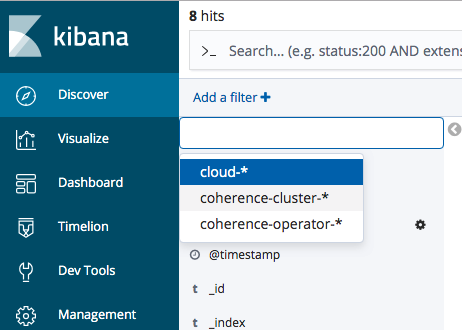 kibana
Discover
Visualize
Dashboard
Timelion
Dev Tools
Management
8 hits
>_ Search... (e.g. status:200 AND extens
Add a filter +
cloud-*
coherence-cluster-*
coherence-operator-*
@timestamp
t _id
t _index